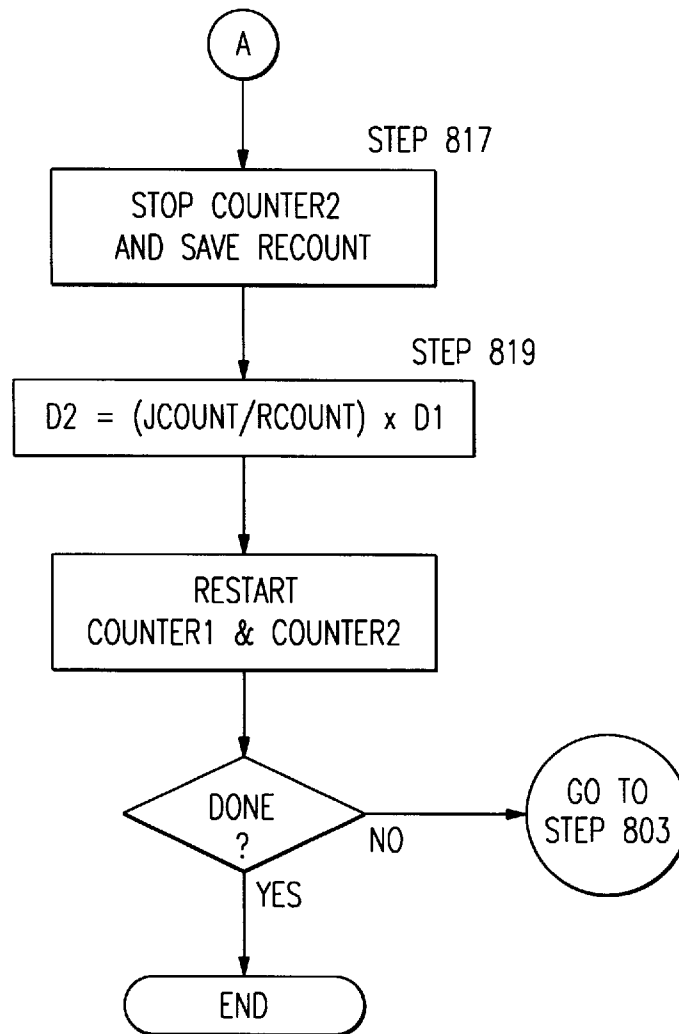 A
STEP 817
STOP COUNTER2
AND SAVE RECOUNT
STEP 819
D2 = (JCOUNT/RCOUNT) x D1
RESTART
COUNTER1 & COUNTER2
DONE
?
NO
GO TO
STEP 803
YES
END